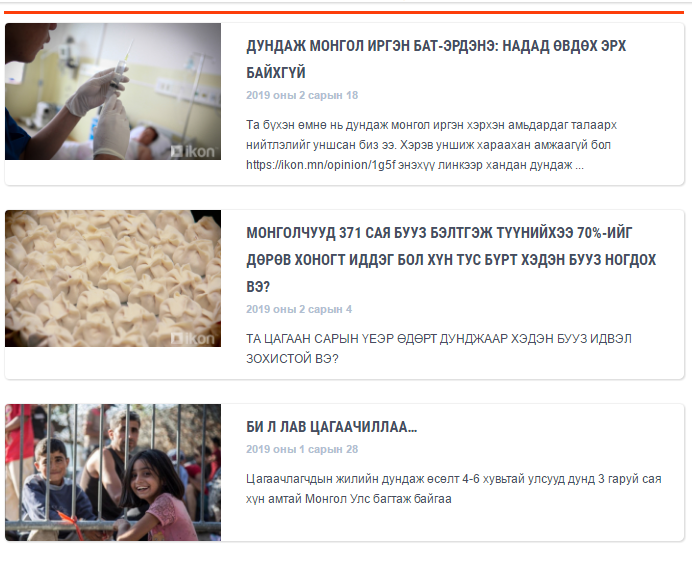 ДУНДАЖ МОНГОЛ ИРГЭН БАТ-ЭРДЭНЭ: НАДАД ӨВДӨХ ЭРХ
БАЙХГҮЙ
2019 оны 2 сарын 18
Та бүхэн өмнө нь дундаж монгол иргэн хэрхэн амьдардаг талаарх
нийтлэлийг уншсан биз ээ. Хэрэв уншиж хараахан амжаагүй бол
https://ikon.mn/opinion/1g5f энэхүү линкээр хандан дундаж ...
ikon
МОНГОЛЧУУД 371 САЯ БУУЗ БЭЛТГЭЖ ТҮҮНИЙХЭЭ 70%-ИЙГ
ДӨРӨВ ХОНОГТ ИДДЭГ БОЛ ХҮН ТУС БҮРТ ХЭДЭН БУУЗ НОГДОХ
ВЭ?
2019 оны 2 сарын 4
ТА ЦАГААН САРЫН ҮЕЭР ӨДӨРТ ДУНДЖААР ХЭДЭН БУУЗ ИДВЭЛ
ЗОХИСТОЙ ВЭ?
ikon
БИ Л ЛАВ ЦАГААЧИЛЛАА...
2019 оны 1 сарын 28
Цагаачлагчдын жилийн дундаж өсөлт 4-6 хувьтай улсууд дунд 3 гаруй сая
хүн амтай Монгол Улс багтаж байгаа